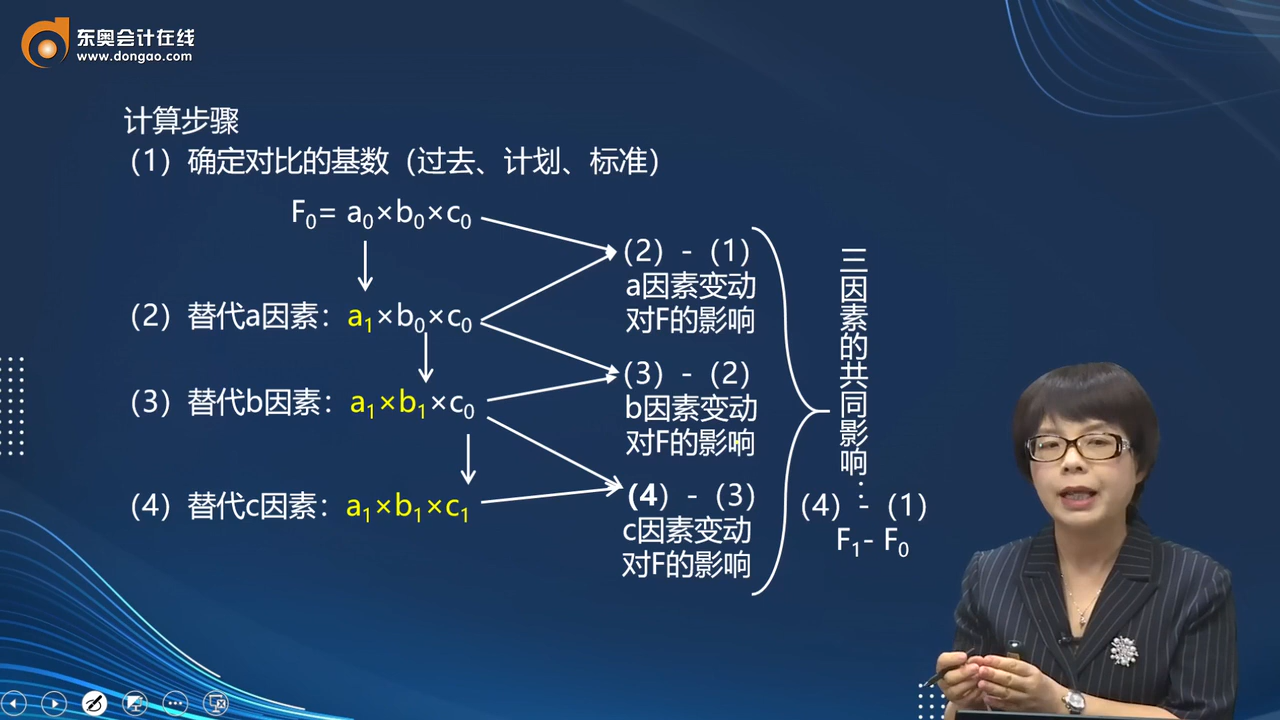 东奥会计在线
www.dongao.com
计算步骤
（1）确定对比的基数（过去、计划、标准）
F₀= a₀×b₀×c₀
（2）替代a因素：a₁×b₀×c₀
（3）替代b因素：a₁×b₁×c₀
（4）替代c因素：a₁×b₁×c₁
（2）-（1）
a因素变动
对F的影响
（3）-（2）
b因素变动
对F的影响
（4）-（3）
c因素变动
对F的影响
三因素的共同影响：
（4）-（1）
F₁- F₀